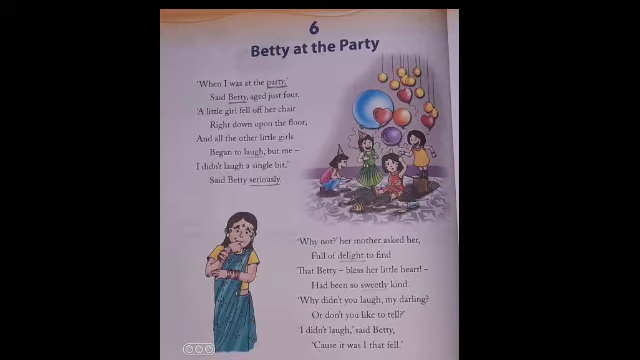 6
Betty at the Party
'When I was at the party,'
Said Betty, aged just four,
'A little girl fell off her chair
Right down upon the floor,
And all the other little girls
Began to laugh, but me –
I didn't laugh a single bit,'
Said Betty seriously.
'Why not?' her mother asked her,
Full of delight to find
That Betty – bless her little heart! –
Had been so sweetly kind.
'Why didn't you laugh, my darling?
Or don't you like to tell?'
'I didn't laugh,' said Betty,
'Cause it was I that fell.'